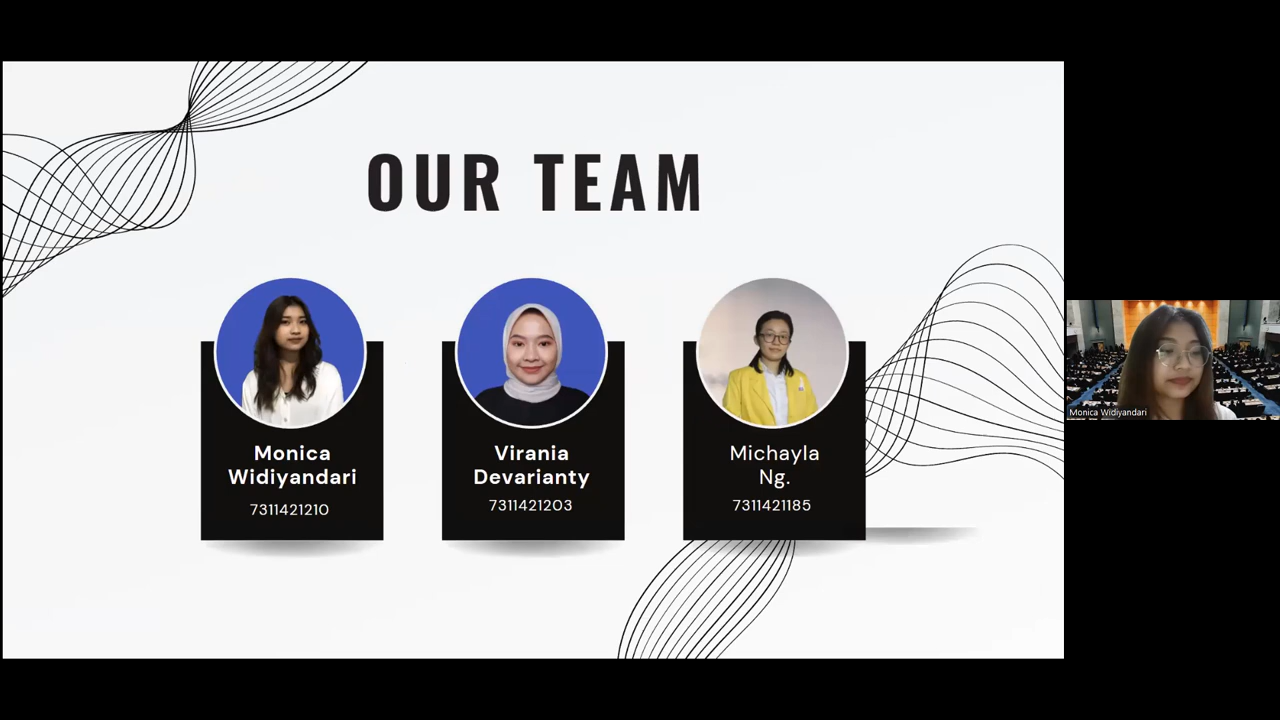 OUR TEAM
Monica
Widiyandari
7311421210
Virania
Devarianty
7311421203
Michayla
Ng.
7311421185
Monica Widiyandari